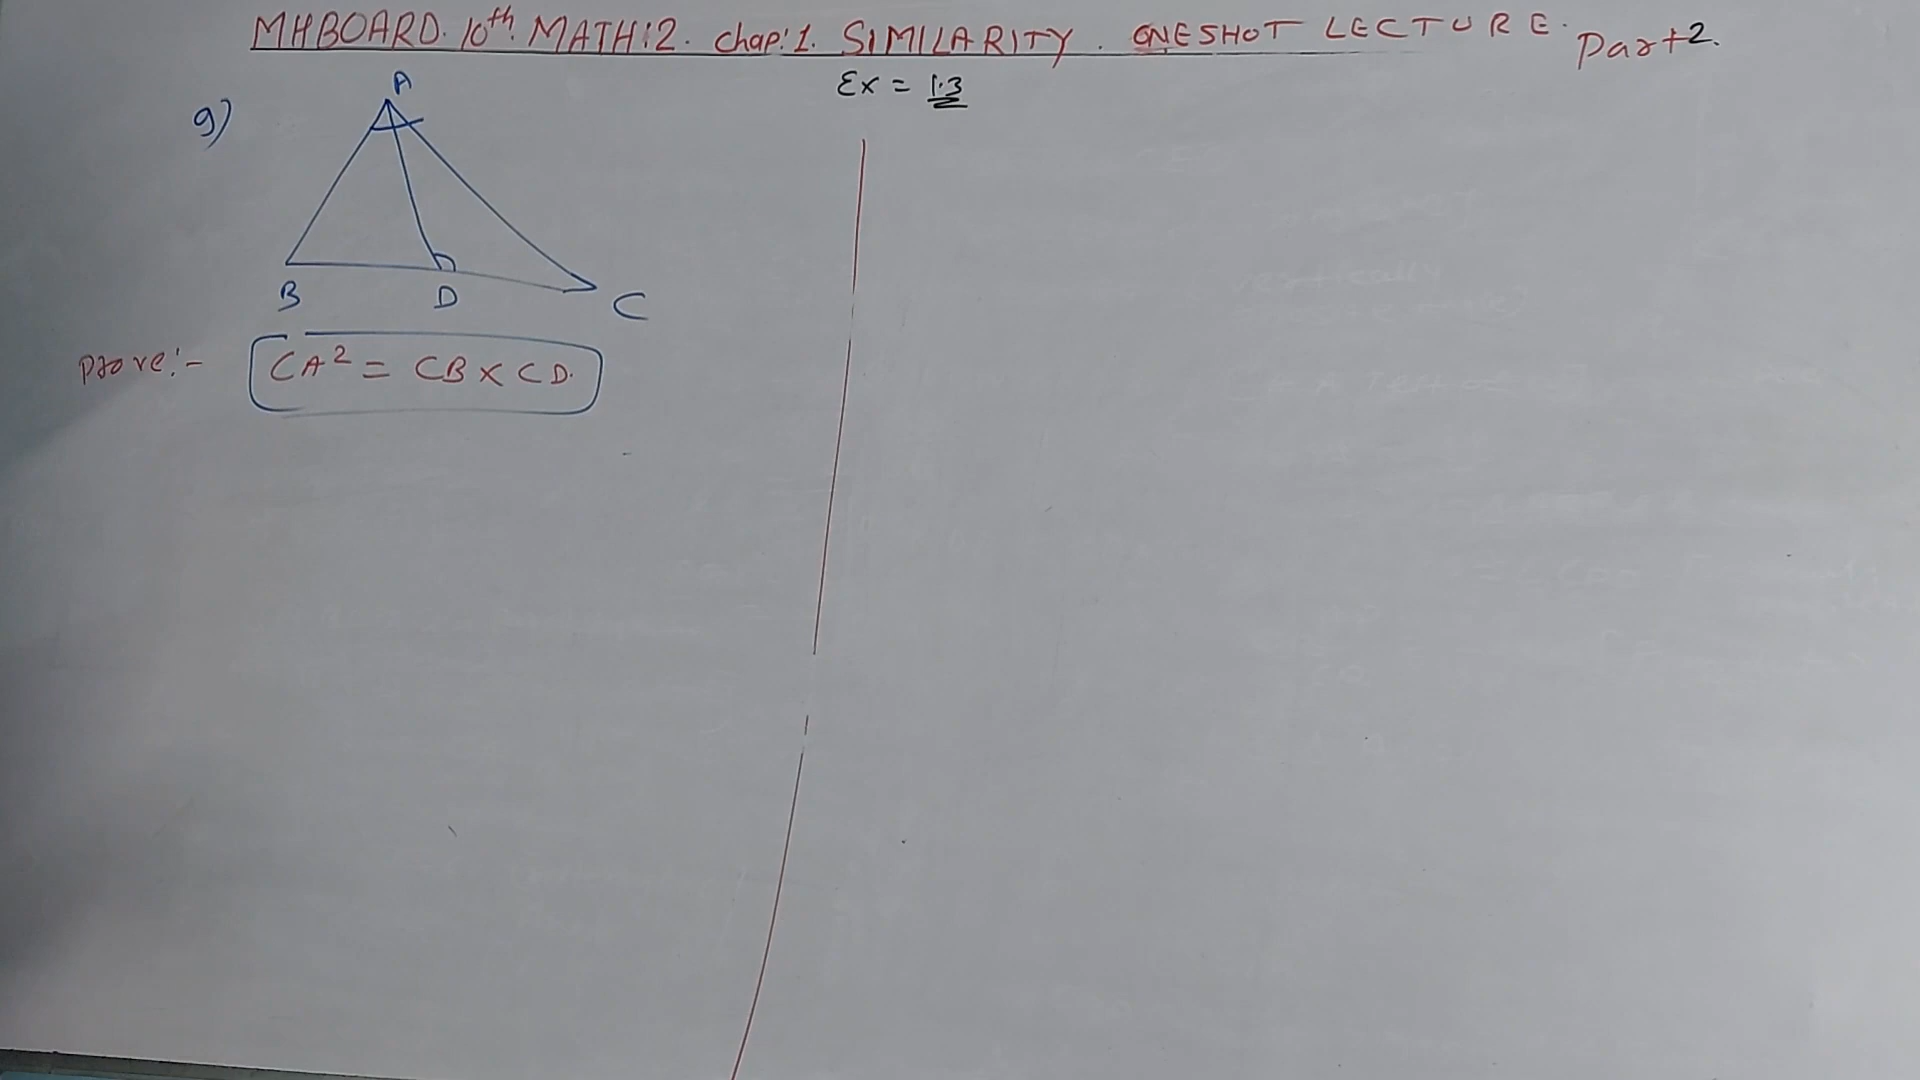 MHBOARD. 10th. MATH:2. chap:1. SIMILARITY. ONESHOT LECTURE. Part2.
Ex = 1.3
9)
A
B D C
Prove:- CA² = CB X CD.